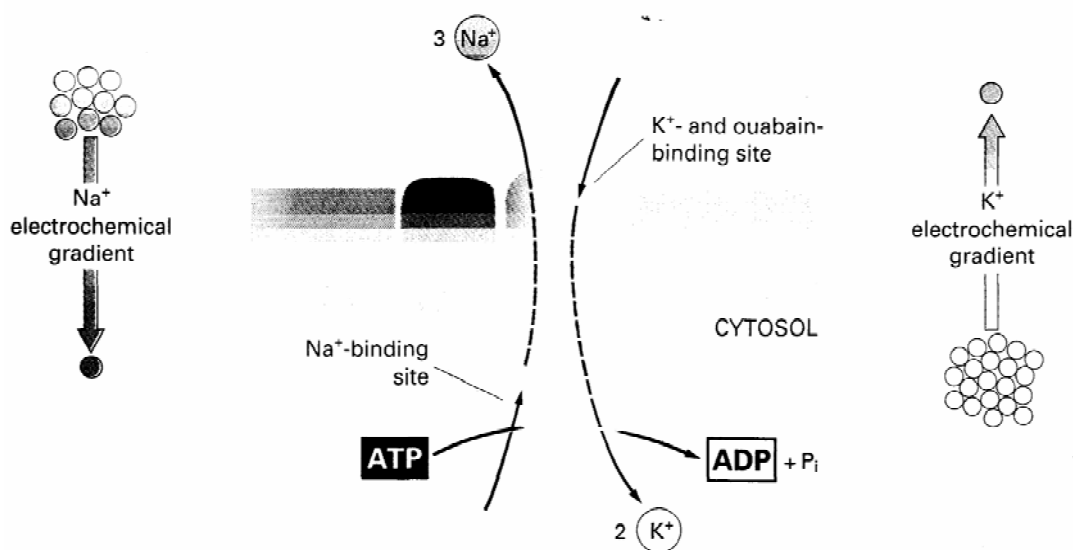 3 Na⁺
K⁺- and ouabain-
binding site
Na⁺
electrochemical
gradient
K⁺
electrochemical
gradient
CYTOSOL
Na⁺-binding
site
ATP
ADP + Pᵢ
2 K⁺